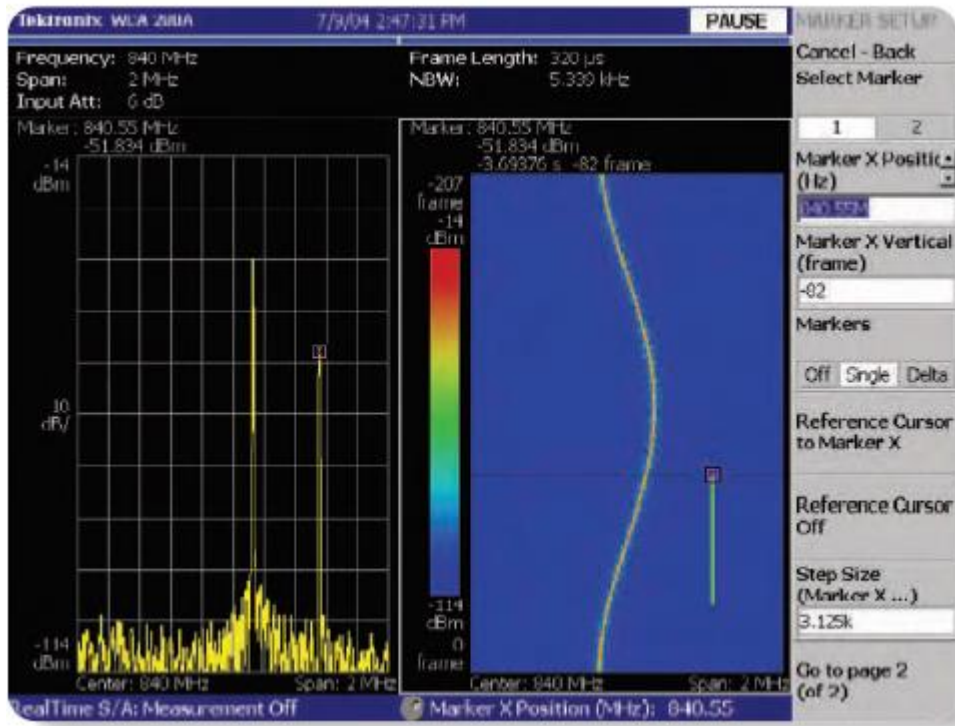 Tektronix WCA 200A 7/9/04 2:47:31 PM PAUSE MARKER SETUP
Frequency: 840 MHz
Span: 2 MHz
Input Att: 6 dB
Frame Length: 320 µs
NBW: 5.339 kHz
Marker: 840.55 MHz
-51.834 dBm
-14
dBm
10
dB/
-114
dBm
Center: 840 MHz Span: 2 MHz
Marker: 840.55 MHz
-51.834 dBm
-3.69376 s -82 frame
-207
frame
-14
dBm
-114
dBm
0
frame
Center: 840 MHz Span: 2 MHz
Cancel - Back
Select Marker
1 2
Marker X Positic
(Hz)
840.55M
Marker X Vertical
(frame)
-82
Markers
Off Single Delta
Reference Cursor
to Marker X
Reference Cursor
Off
Step Size
(Marker X ...)
3.125k
Go to page 2
(of 2)
RealTime S/A: Measurement Off Marker X Position (MHz): 840.55